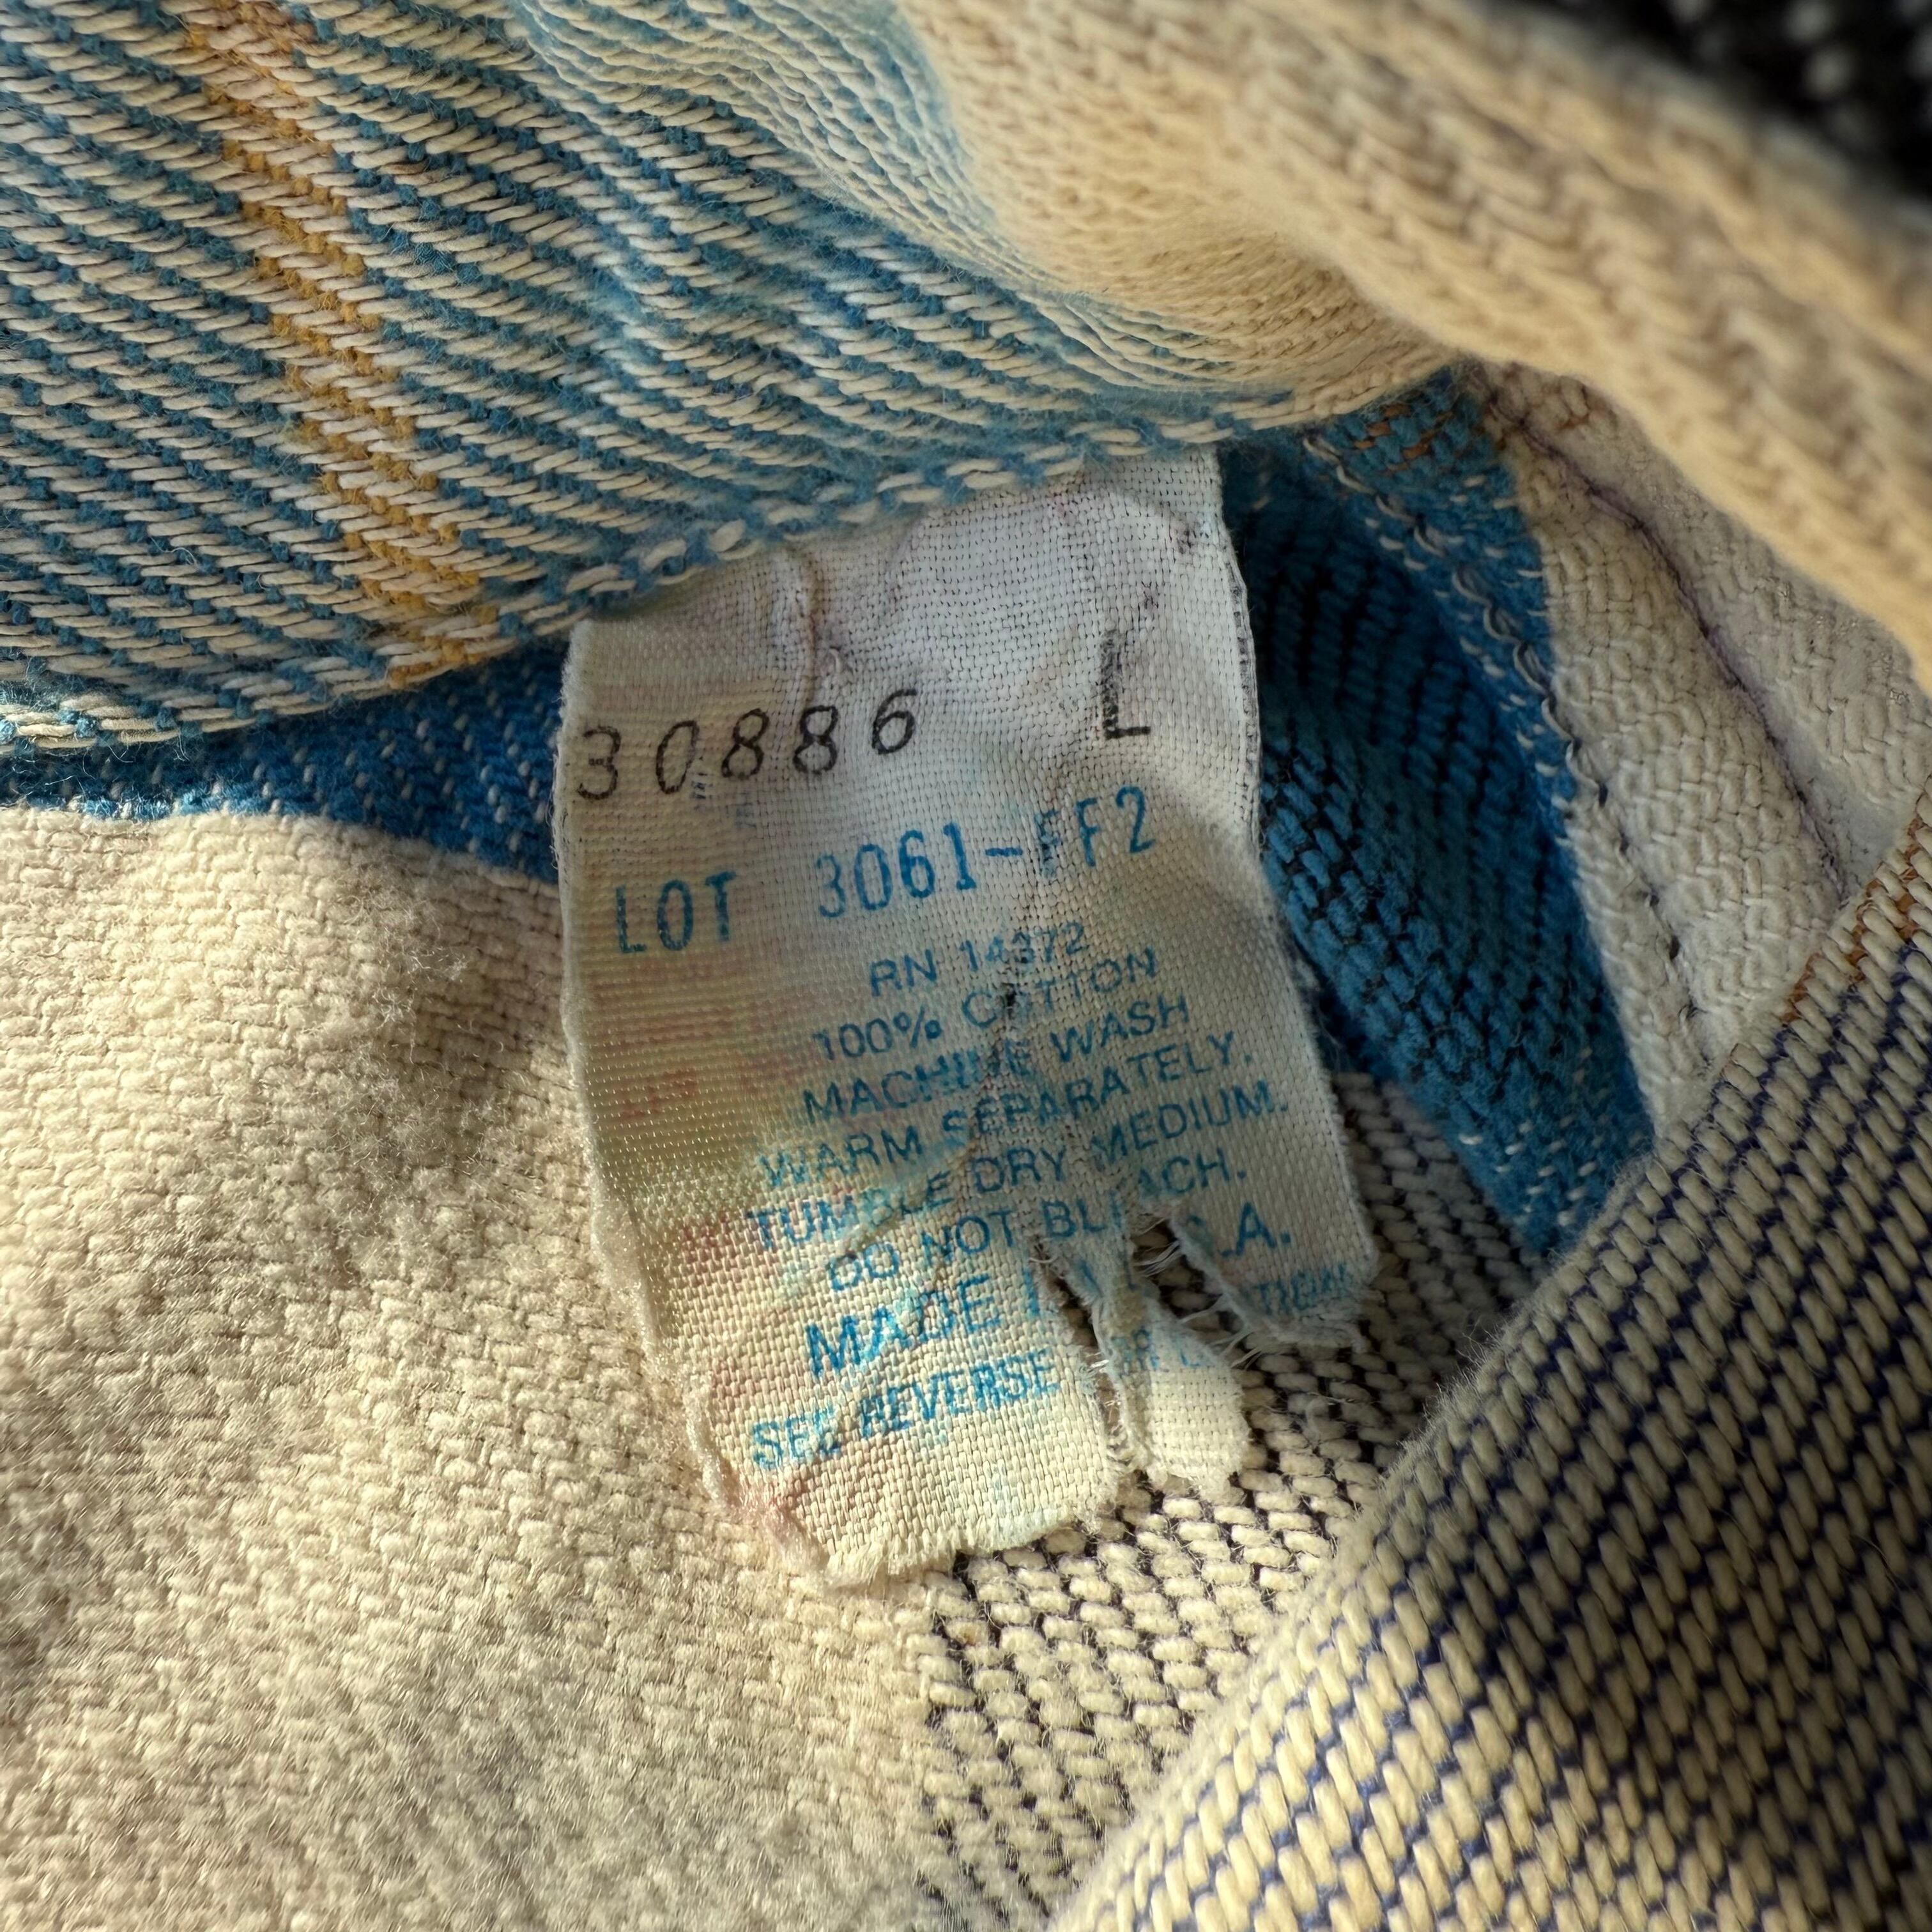 30886 L
LOT 3061-FF2
RN 14372
100% COTTON
MACHINE WASH
WARM SEPARATELY.
TUMBLE DRY MEDIUM.
DO NOT BLEACH.
MADE .A.
SEE REVERSE